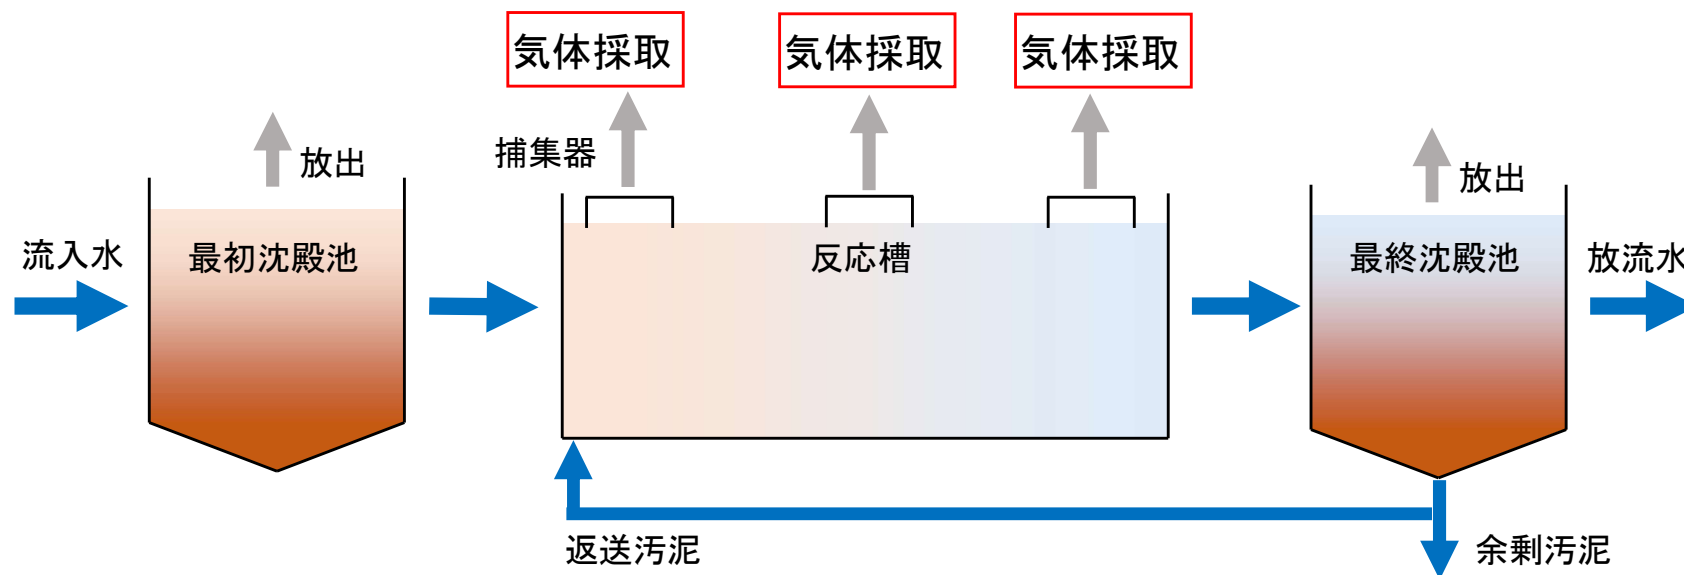 気体採取
気体採取
気体採取
放出
捕集器
放出
流入水
最初沈殿池
反応槽
最終沈殿池
放流水
返送汚泥
余剰汚泥